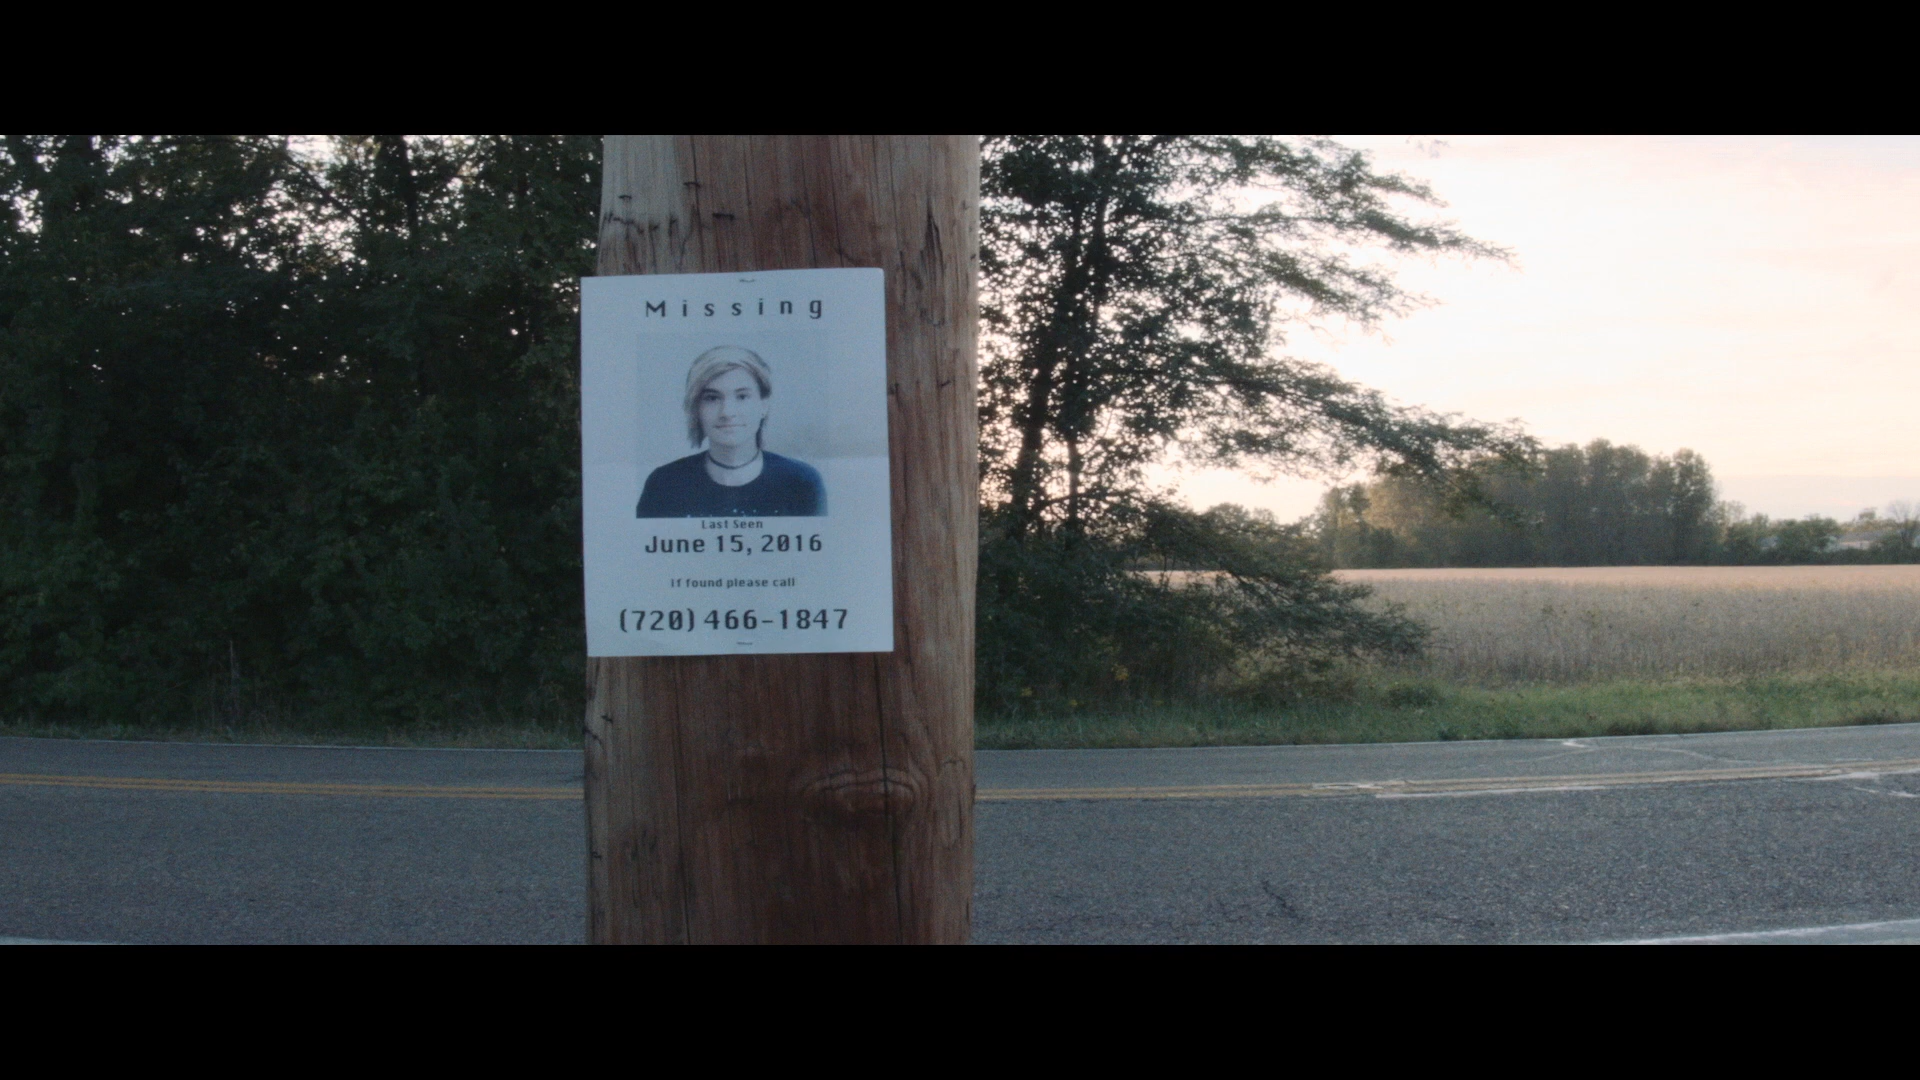 Missing
Last Seen
June 15, 2016
If found please call
(720) 466-1847